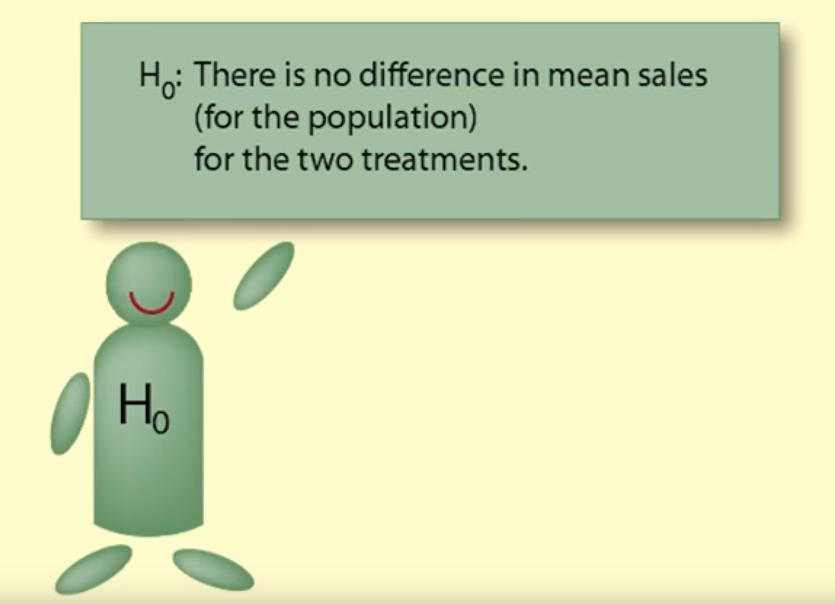 H₀: There is no difference in mean sales
(for the population)
for the two treatments.
H₀